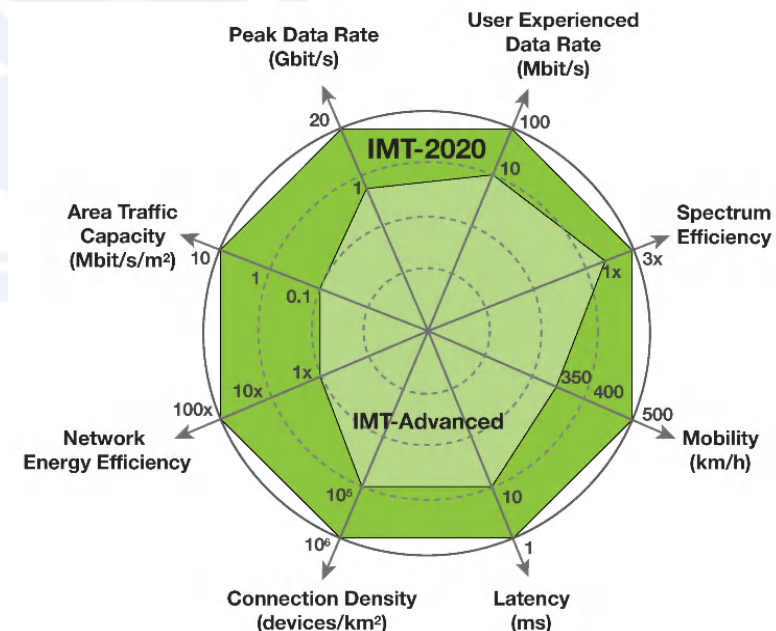 Peak Data Rate
(Gbit/s)
User Experienced
Data Rate
(Mbit/s)
20
100
IMT-2020
1
10
Area Traffic
Capacity
(Mbit/s/m²)
Spectrum
Efficiency
10
1
0.1
1x
3x
1x
350
400
500
10x
100x
Network
Energy Efficiency
IMT-Advanced
Mobility
(km/h)
10⁵
10
10⁶
1
Connection Density
(devices/km²)
Latency
(ms)